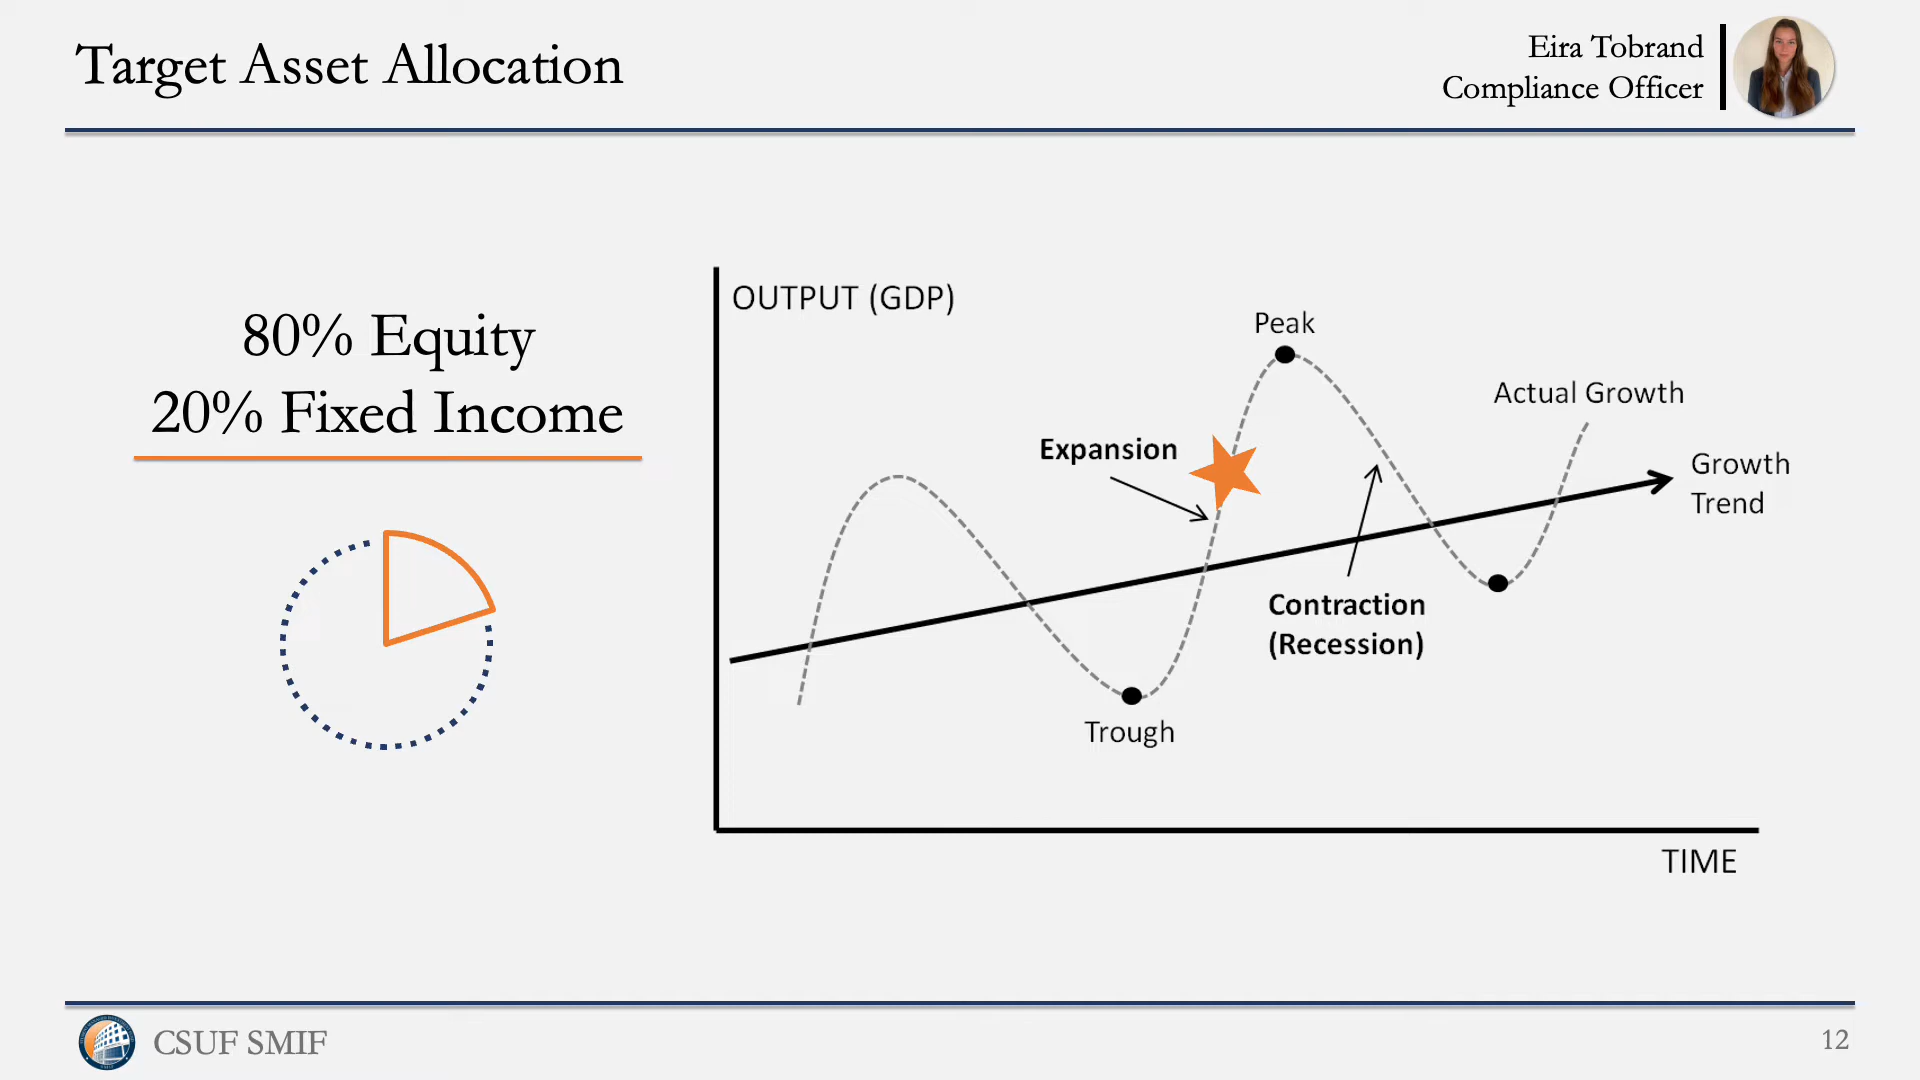 Target Asset Allocation
Eira Tobrand
Compliance Officer
80% Equity
20% Fixed Income
OUTPUT (GDP)
Peak
Actual Growth
Expansion
Growth
Trend
Contraction
(Recession)
Trough
TIME
CSUF SMIF
12